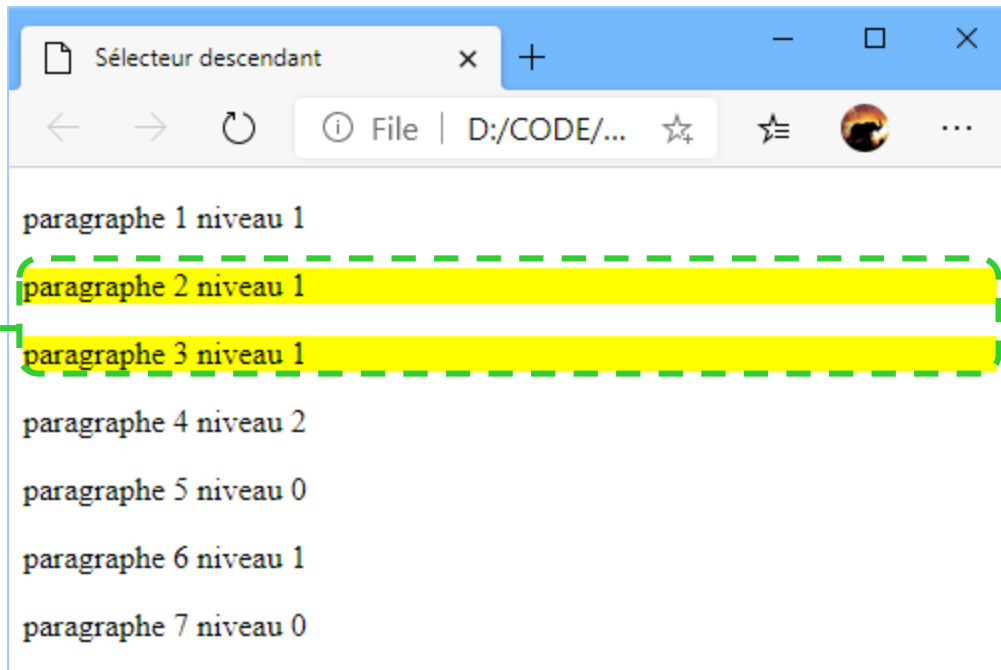 Sélecteur descendant
File | D:/CODE/...
paragraphe 1 niveau 1
paragraphe 2 niveau 1
paragraphe 3 niveau 1
paragraphe 4 niveau 2
paragraphe 5 niveau 0
paragraphe 6 niveau 1
paragraphe 7 niveau 0